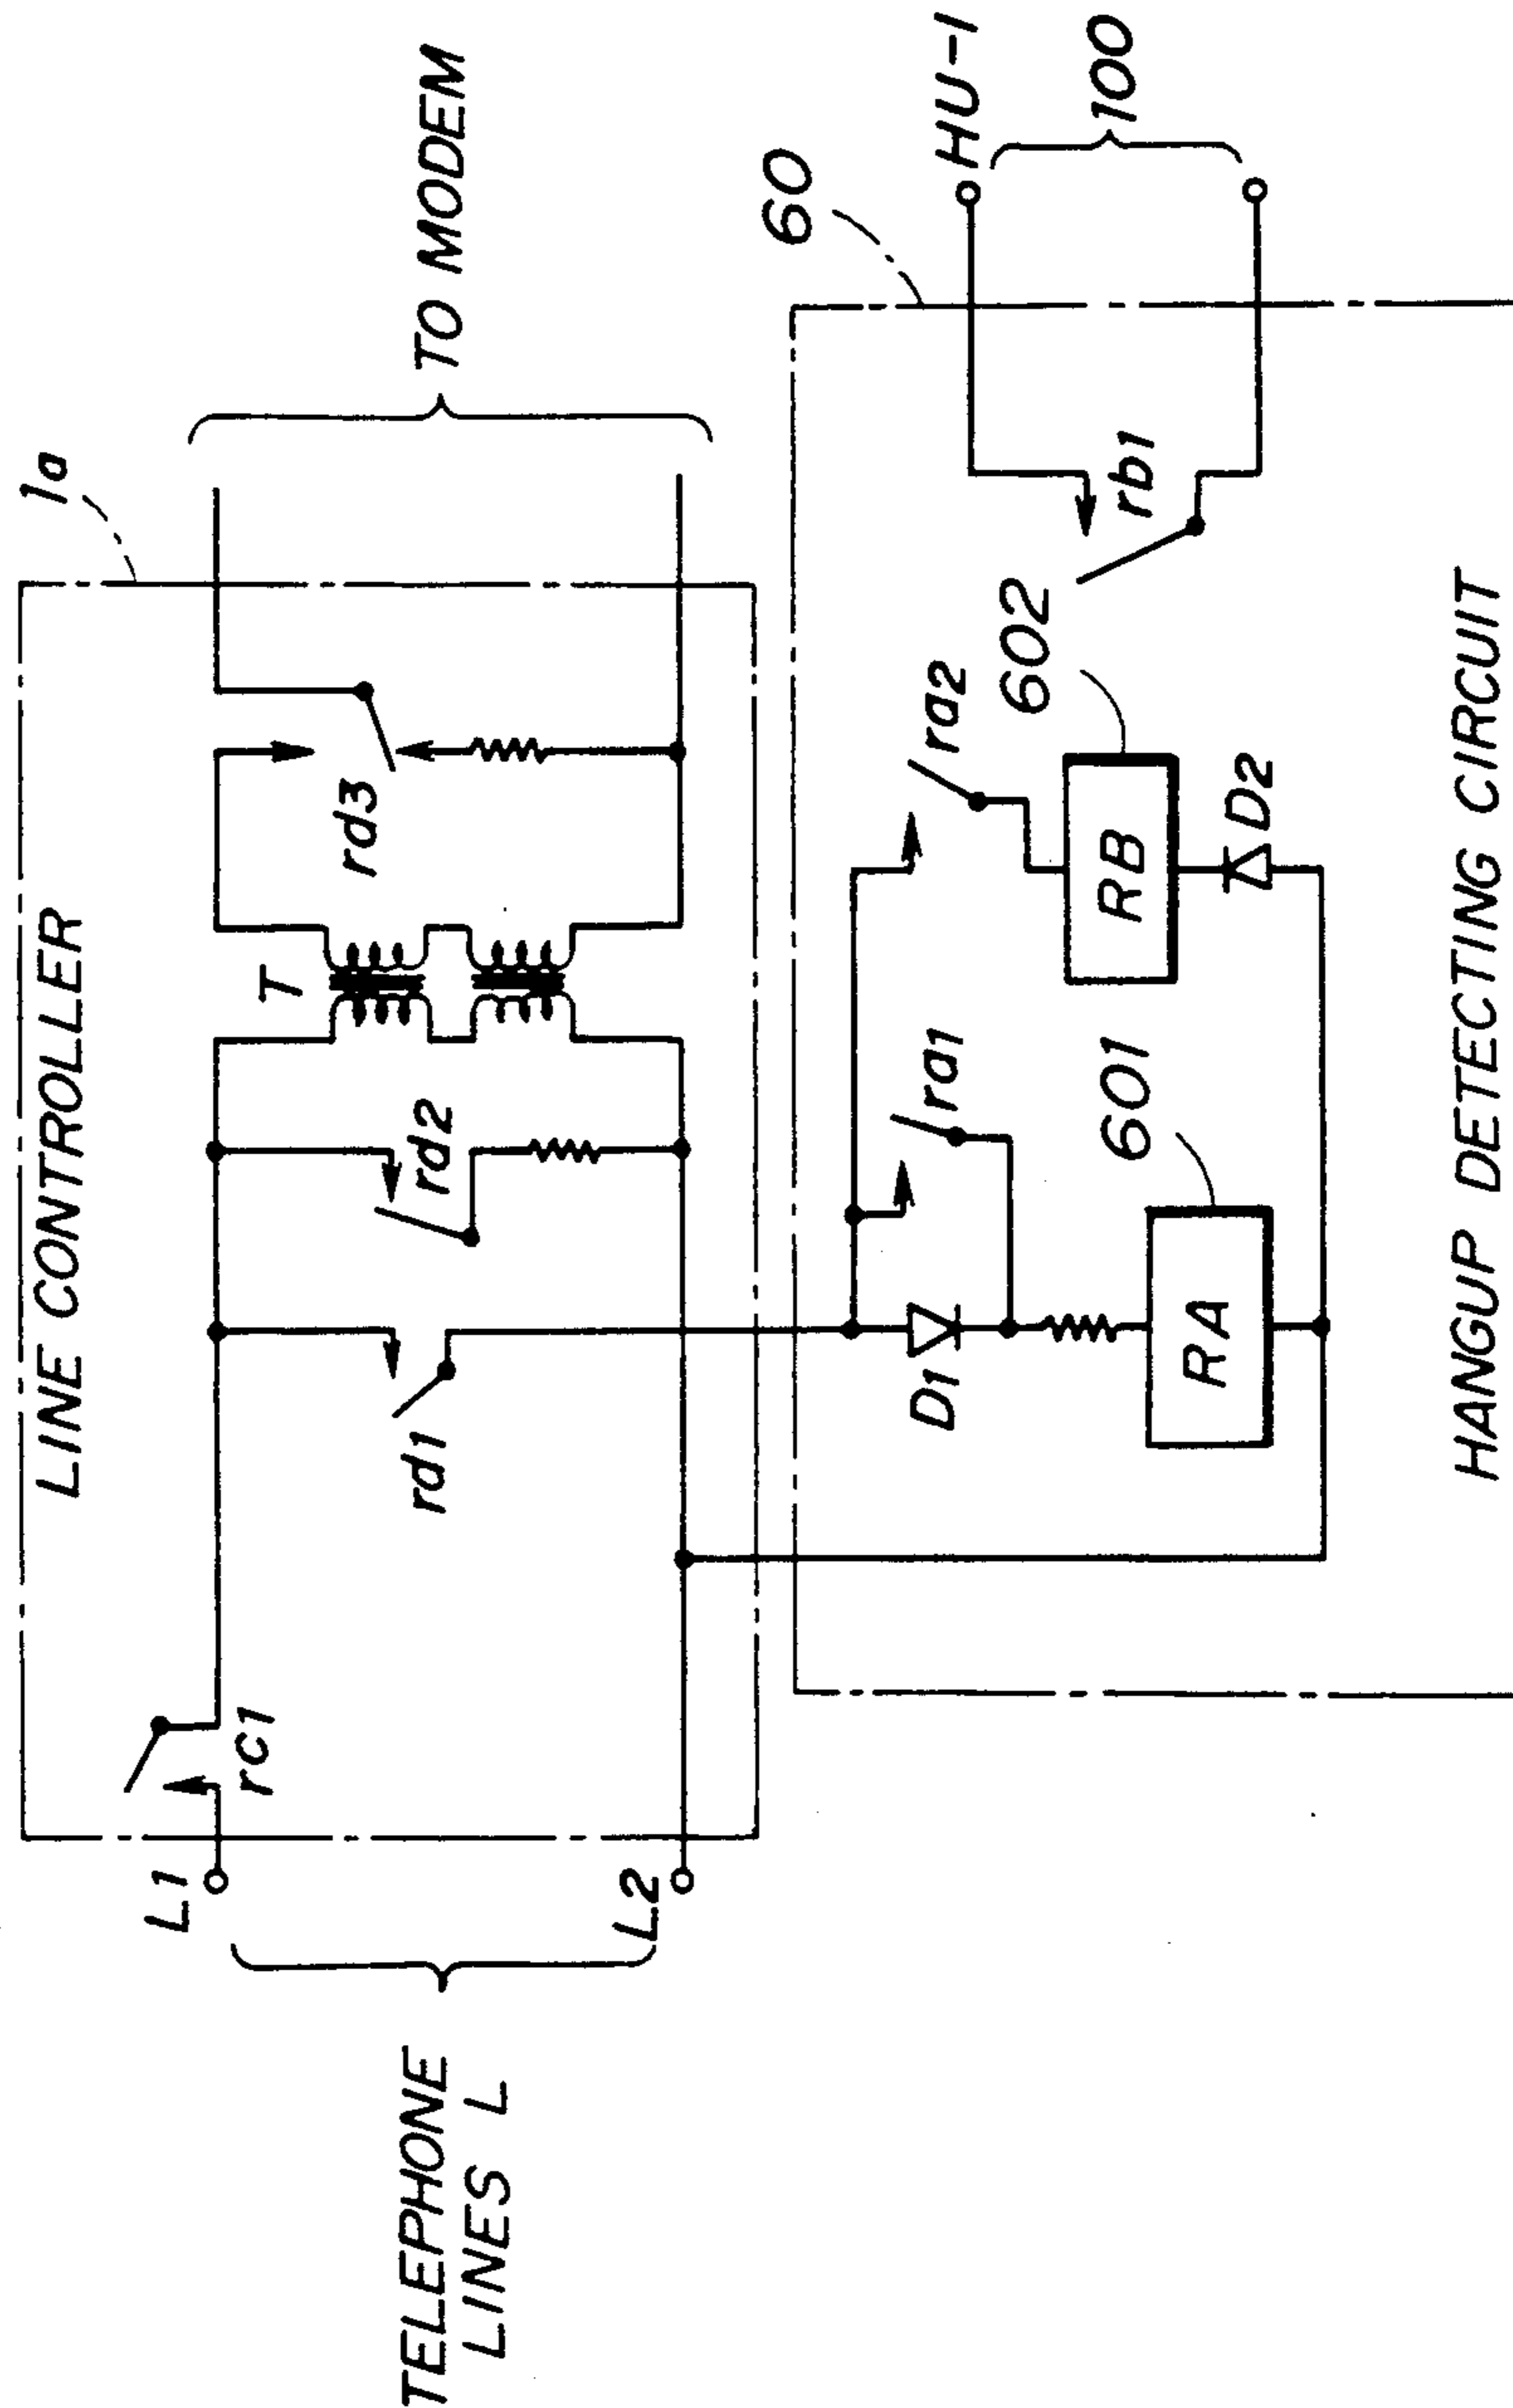 LINE CONTROLLER
1a
L1
rc1
rd1
rd2
T
rd3
TO MODEM
TELEPHONE
LINES L
L2
60
D1
ra1
ra2
601
602
RA
RB
D2
rb1
HU-1
100
HANGUP DETECTING CIRCUIT